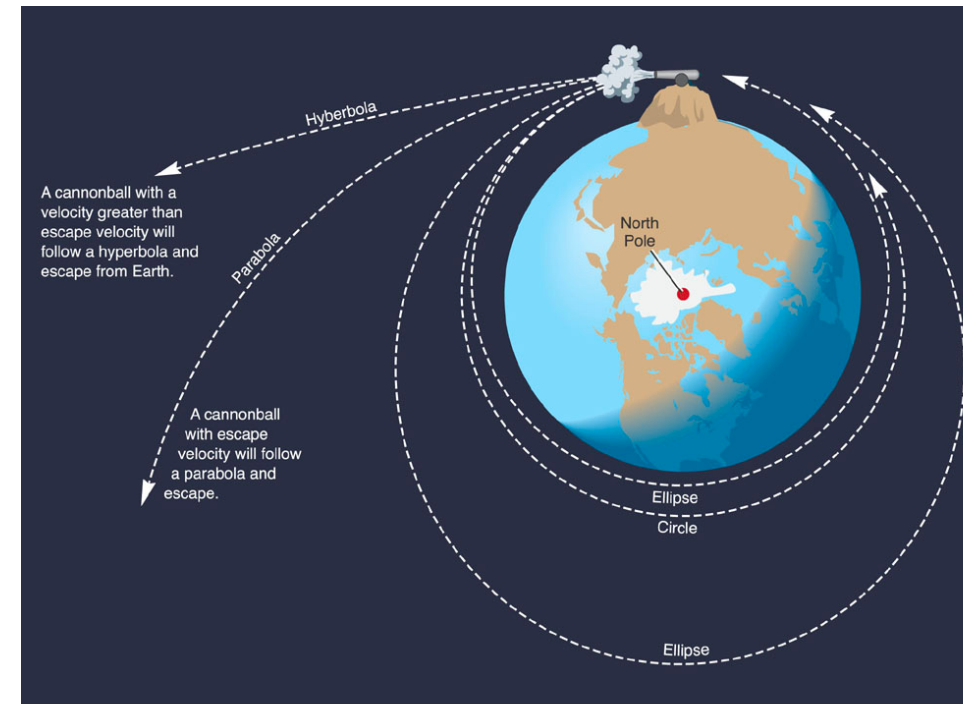 Hyberbola
A cannonball with a
velocity greater than
escape velocity will
follow a hyperbola and
escape from Earth.
Parabola
North
Pole
A cannonball
with escape
velocity will follow
a parabola and
escape.
Ellipse
Circle
Ellipse